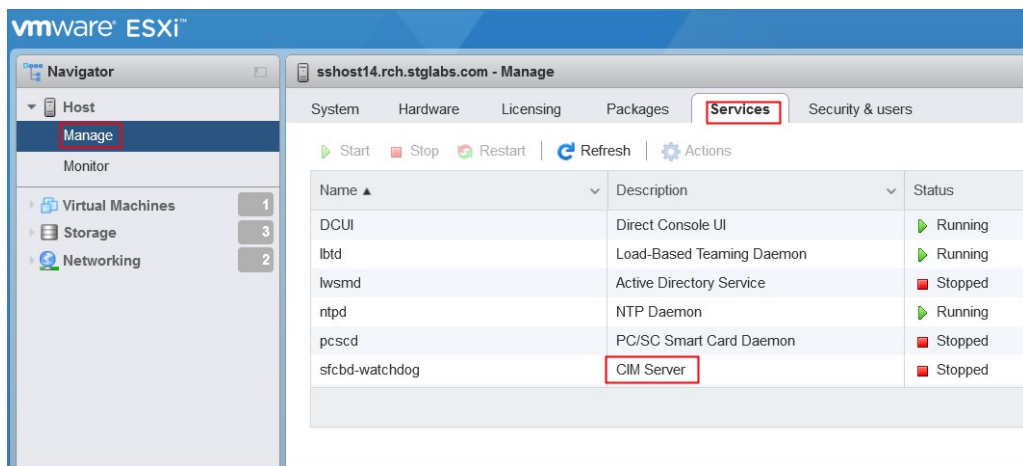 vmware® ESXi™
Navigator
sshost14.rch.stglabs.com - Manage
Host
Manage
Monitor
Virtual Machines 1
Storage 3
Networking 2
System Hardware Licensing Packages Services Security & users
Start Stop Restart Refresh Actions
Name Description Status
DCUI Direct Console UI Running
lbtd Load-Based Teaming Daemon Running
lwsmd Active Directory Service Stopped
ntpd NTP Daemon Running
pcscd PC/SC Smart Card Daemon Stopped
sfcbd-watchdog CIM Server Stopped